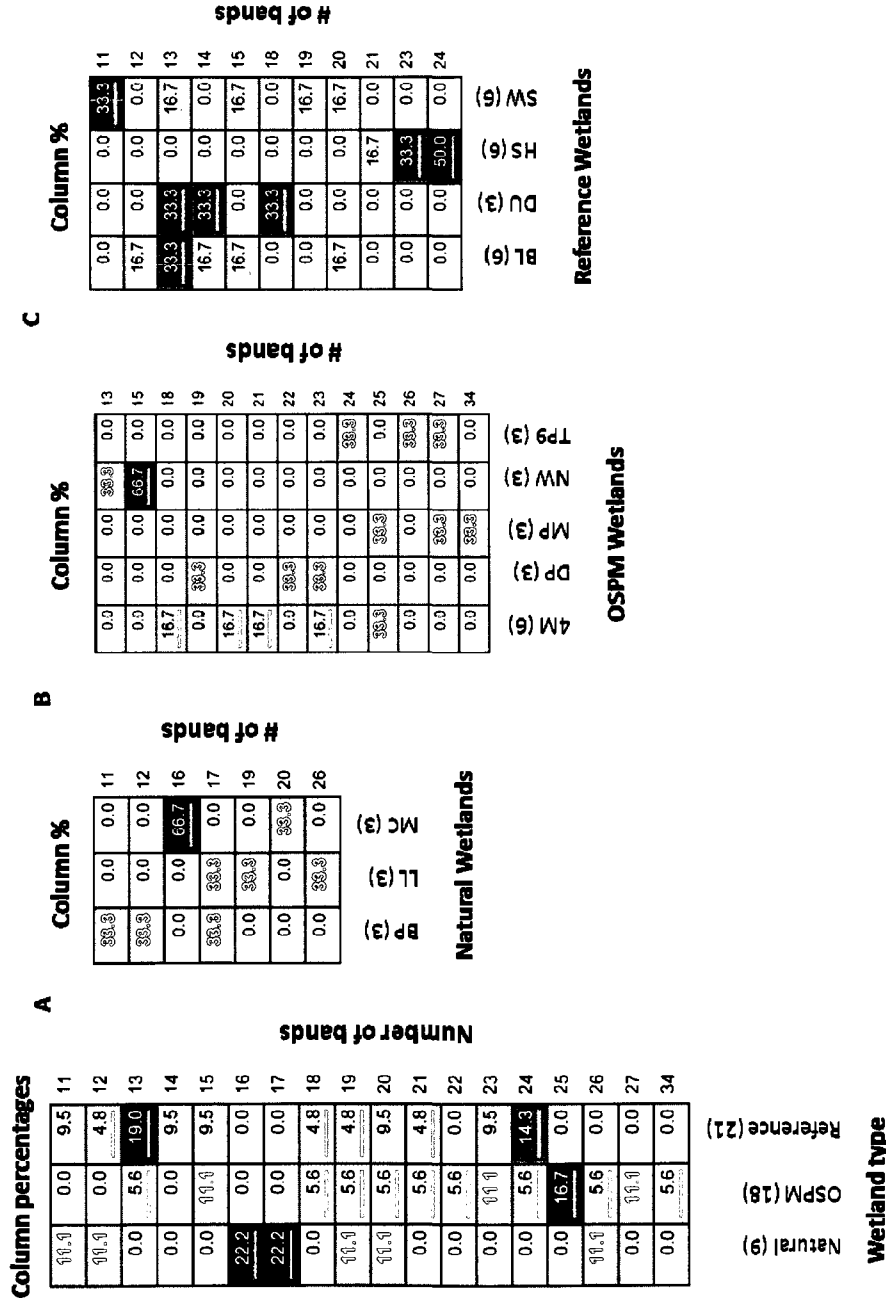 Column percentages
11.1 0.0 9.5 11
11.1 0.0 4.8 12
0.0 5.6 19.0 13
0.0 0.0 9.5 14
0.0 11.1 9.5 15
22.2 0.0 0.0 16
22.2 0.0 0.0 17
0.0 5.6 4.8 18
11.1 5.6 4.8 19
11.1 5.6 9.5 20
0.0 5.6 4.8 21
0.0 5.6 0.0 22
0.0 11.1 9.5 23
0.0 5.6 14.3 24
0.0 16.7 0.0 25
11.1 5.6 0.0 26
0.0 11.1 0.0 27
0.0 5.6 0.0 34
Natural (9) OSPM (18) Reference (21)
Number of bands
Wetland type
A
Column %
33.3 0.0 0.0 11
33.3 0.0 0.0 12
0.0 0.0 66.7 16
33.3 33.3 0.0 17
0.0 33.3 0.0 19
0.0 0.0 33.3 20
0.0 33.3 0.0 26
BP (3) LL (3) MC (3)
# of bands
Natural Wetlands
B
Column %
0.0 0.0 0.0 33.3 0.0 13
0.0 0.0 0.0 66.7 0.0 15
16.7 0.0 0.0 0.0 0.0 18
0.0 33.3 0.0 0.0 0.0 19
16.7 0.0 0.0 0.0 0.0 20
16.7 0.0 0.0 0.0 0.0 21
0.0 33.3 0.0 0.0 0.0 22
16.7 33.3 0.0 0.0 0.0 23
0.0 0.0 0.0 0.0 33.3 24
33.3 0.0 33.3 0.0 0.0 25
0.0 0.0 0.0 0.0 33.3 26
0.0 0.0 33.3 0.0 33.3 27
0.0 0.0 33.3 0.0 0.0 34
4M (6) DP (3) MP (3) NW (3) TP9 (3)
# of bands
OSPM Wetlands
C
Column %
0.0 0.0 0.0 33.3 11
16.7 0.0 0.0 0.0 12
33.3 33.3 0.0 16.7 13
16.7 33.3 0.0 0.0 14
16.7 0.0 0.0 16.7 15
0.0 33.3 0.0 0.0 18
0.0 0.0 0.0 16.7 19
16.7 0.0 0.0 16.7 20
0.0 0.0 16.7 0.0 21
0.0 0.0 33.3 0.0 23
0.0 0.0 50.0 0.0 24
BL (6) DU (3) HS (6) SW (6)
# of bands
Reference Wetlands